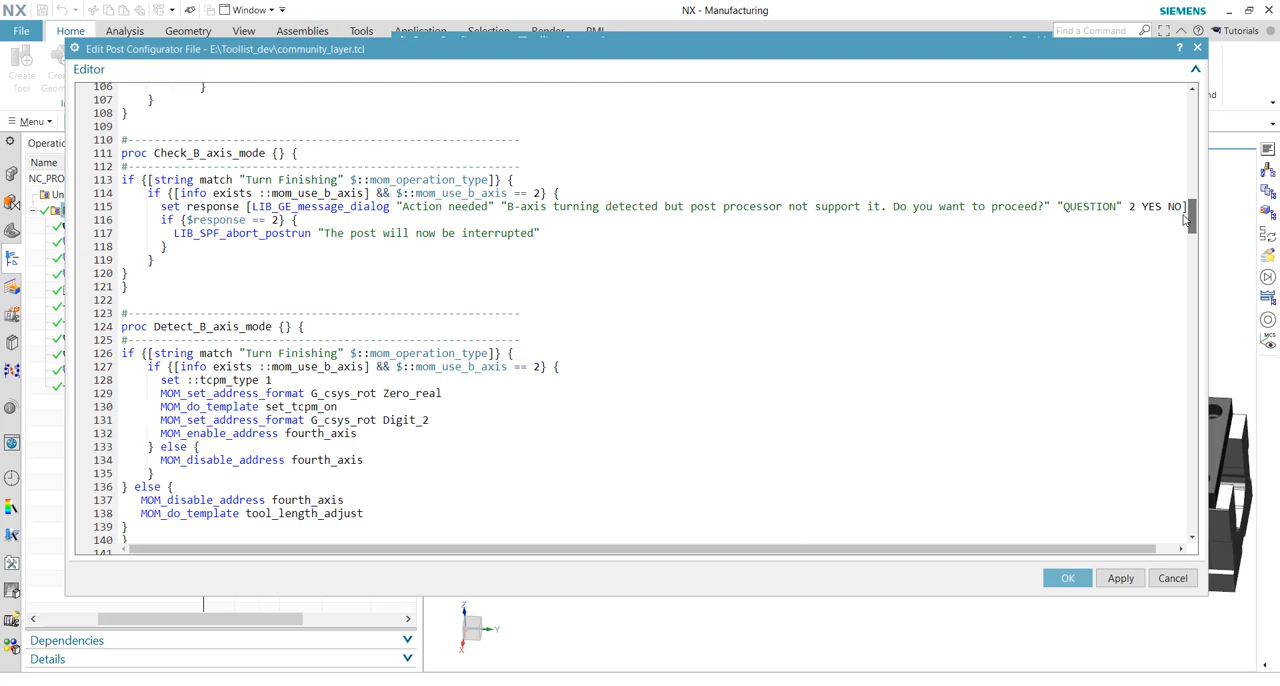 NX Window NX - Manufacturing SIEMENS
File Home Analysis Geometry View Assemblies Tools Application Render PMI Find a Command Tutorials
Edit Post Configurator File - E:\Toollist_dev\community_layer.tcl
Create
Tool
Editor
Menu
Operation
Name
NC_PRO
Un
106 }
107 }
108 }
109
110 #-------------------------------------------------------------
111 proc Check_B_axis_mode {} {
112 #-------------------------------------------------------------
113 if {[string match "Turn Finishing" $::mom_operation_type]} {
114 if {[info exists ::mom_use_b_axis] && $::mom_use_b_axis == 2} {
115 set response [LIB_GE_message_dialog "Action needed" "B-axis turning detected but post processor not support it. Do you want to proceed?" "QUESTION" 2 YES NO]
116 if {$response == 2} {
117 LIB_SPF_abort_postrun "The post will now be interrupted"
118 }
119 }
120 }
121 }
122
123 #-------------------------------------------------------------
124 proc Detect_B_axis_mode {} {
125 #-------------------------------------------------------------
126 if {[string match "Turn Finishing" $::mom_operation_type]} {
127 if {[info exists ::mom_use_b_axis] && $::mom_use_b_axis == 2} {
128 set ::tcpm_type 1
129 MOM_set_address_format G_csys_rot Zero_real
130 MOM_do_template set_tcpm_on
131 MOM_set_address_format G_csys_rot Digit_2
132 MOM_enable_address fourth_axis
133 } else {
134 MOM_disable_address fourth_axis
135 }
136 } else {
137 MOM_disable_address fourth_axis
138 MOM_do_template tool_length_adjust
139 }
140 }
141
OK Apply Cancel
MCS
Z
Y
X
Dependencies
Details